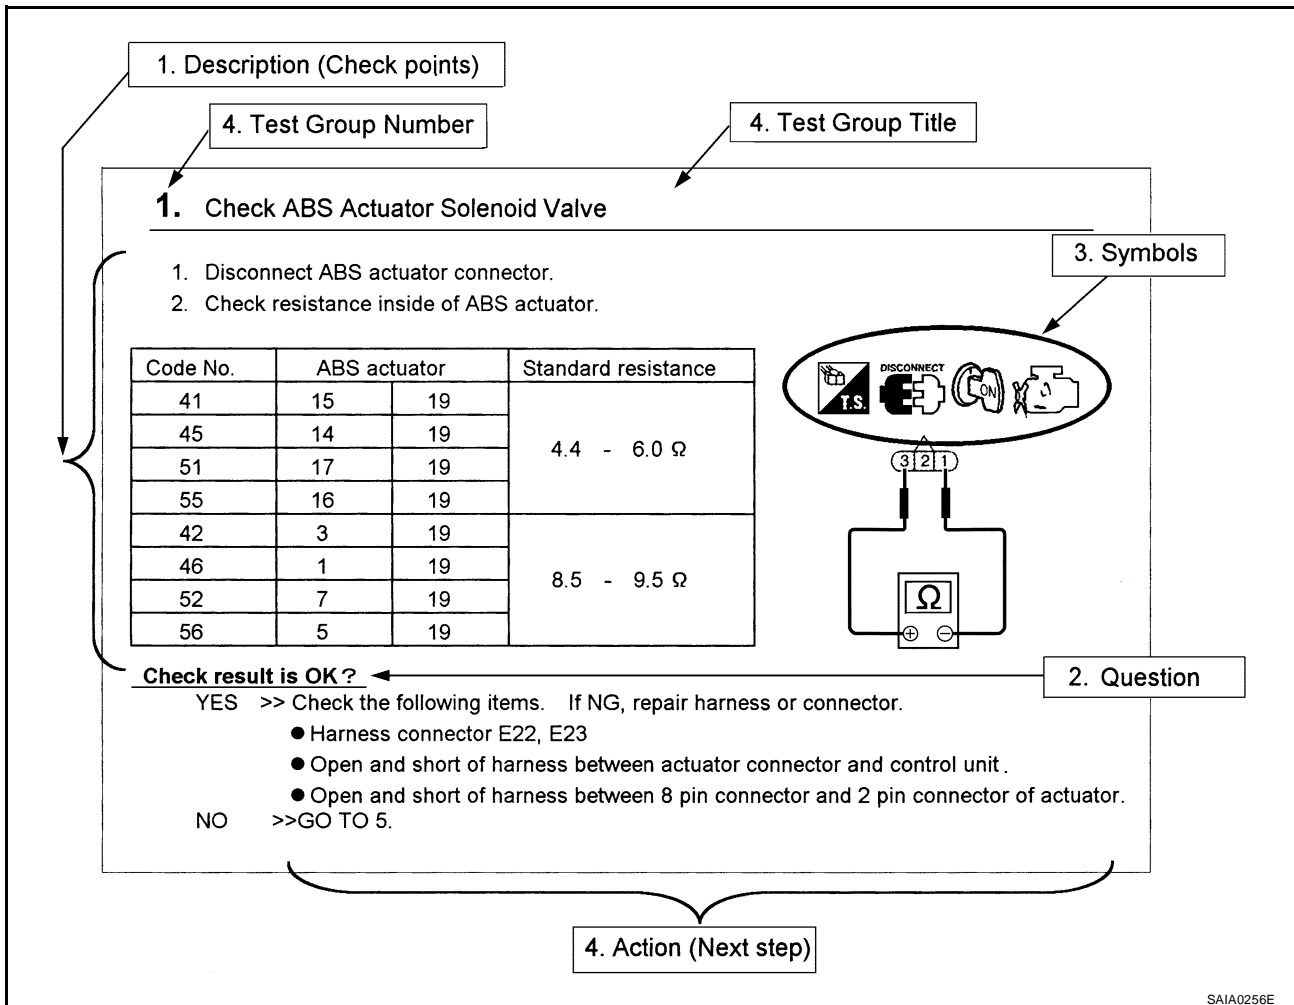 1. Description (Check points)
4. Test Group Number
4. Test Group Title
1. Check ABS Actuator Solenoid Valve
3. Symbols
1. Disconnect ABS actuator connector.
2. Check resistance inside of ABS actuator.
Code No. ABS actuator Standard resistance
41 15 19
45 14 19
4.4 - 6.0 Ω
51 17 19
55 16 19
42 3 19
46 1 19
8.5 - 9.5 Ω
52 7 19
56 5 19
T.S.
DISCONNECT
ON
3 2 1
Ω
+ −
Check result is OK?
2. Question
YES >> Check the following items. If NG, repair harness or connector.
● Harness connector E22, E23
● Open and short of harness between actuator connector and control unit.
● Open and short of harness between 8 pin connector and 2 pin connector of actuator.
NO >>GO TO 5.
4. Action (Next step)
SAIA0256E